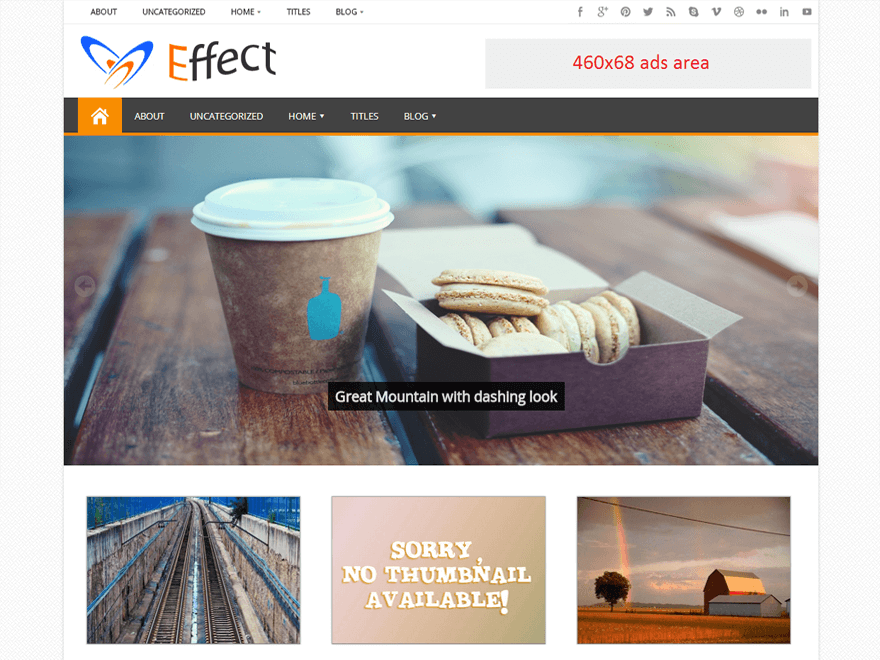 ABOUT UNCATEGORIZED HOME TITLES BLOG
Effect
460x68 ads area
ABOUT UNCATEGORIZED HOME TITLES BLOG
Great Mountain with dashing look
SORRY,
NO THUMBNAIL
AVAILABLE!